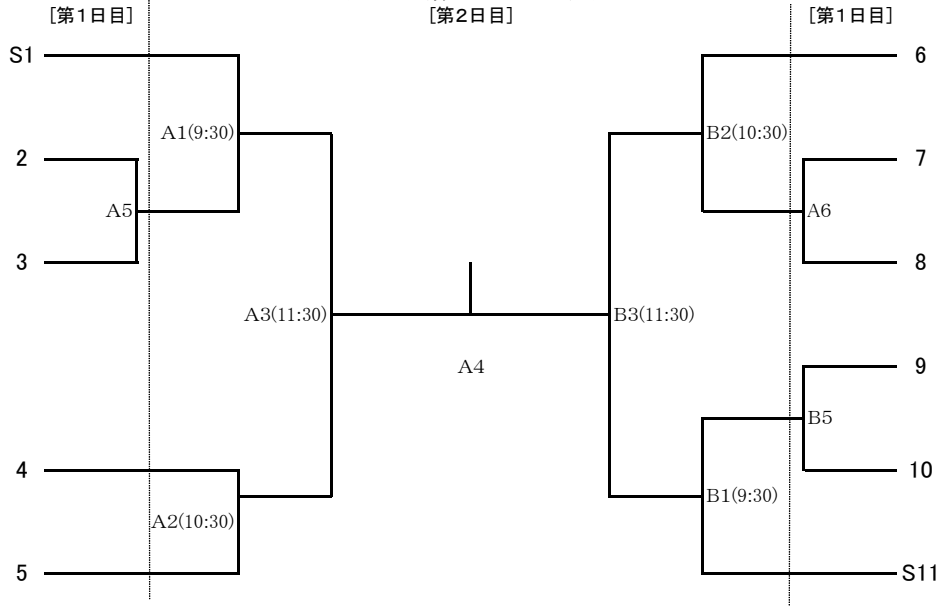 [第1日目] [第2日目] [第1日目]
S1 6
A1(9:30) B2(10:30)
2 7
A5 A6
3 8
A3(11:30) B3(11:30)
A4 9
B5
4 10
B1(9:30)
A2(10:30)
5 S11